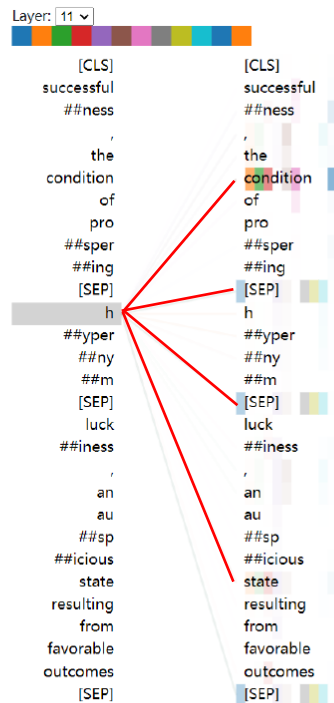 Layer: 11
[CLS] [CLS]
successful successful
##ness ##ness
, ,
the the
condition condition
of of
pro pro
##sper ##sper
##ing ##ing
[SEP] [SEP]
h h
##yper ##yper
##ny ##ny
##m ##m
[SEP] [SEP]
luck luck
##iness ##iness
, ,
an an
au au
##sp ##sp
##icious ##icious
state state
resulting resulting
from from
favorable favorable
outcomes outcomes
[SEP] [SEP]